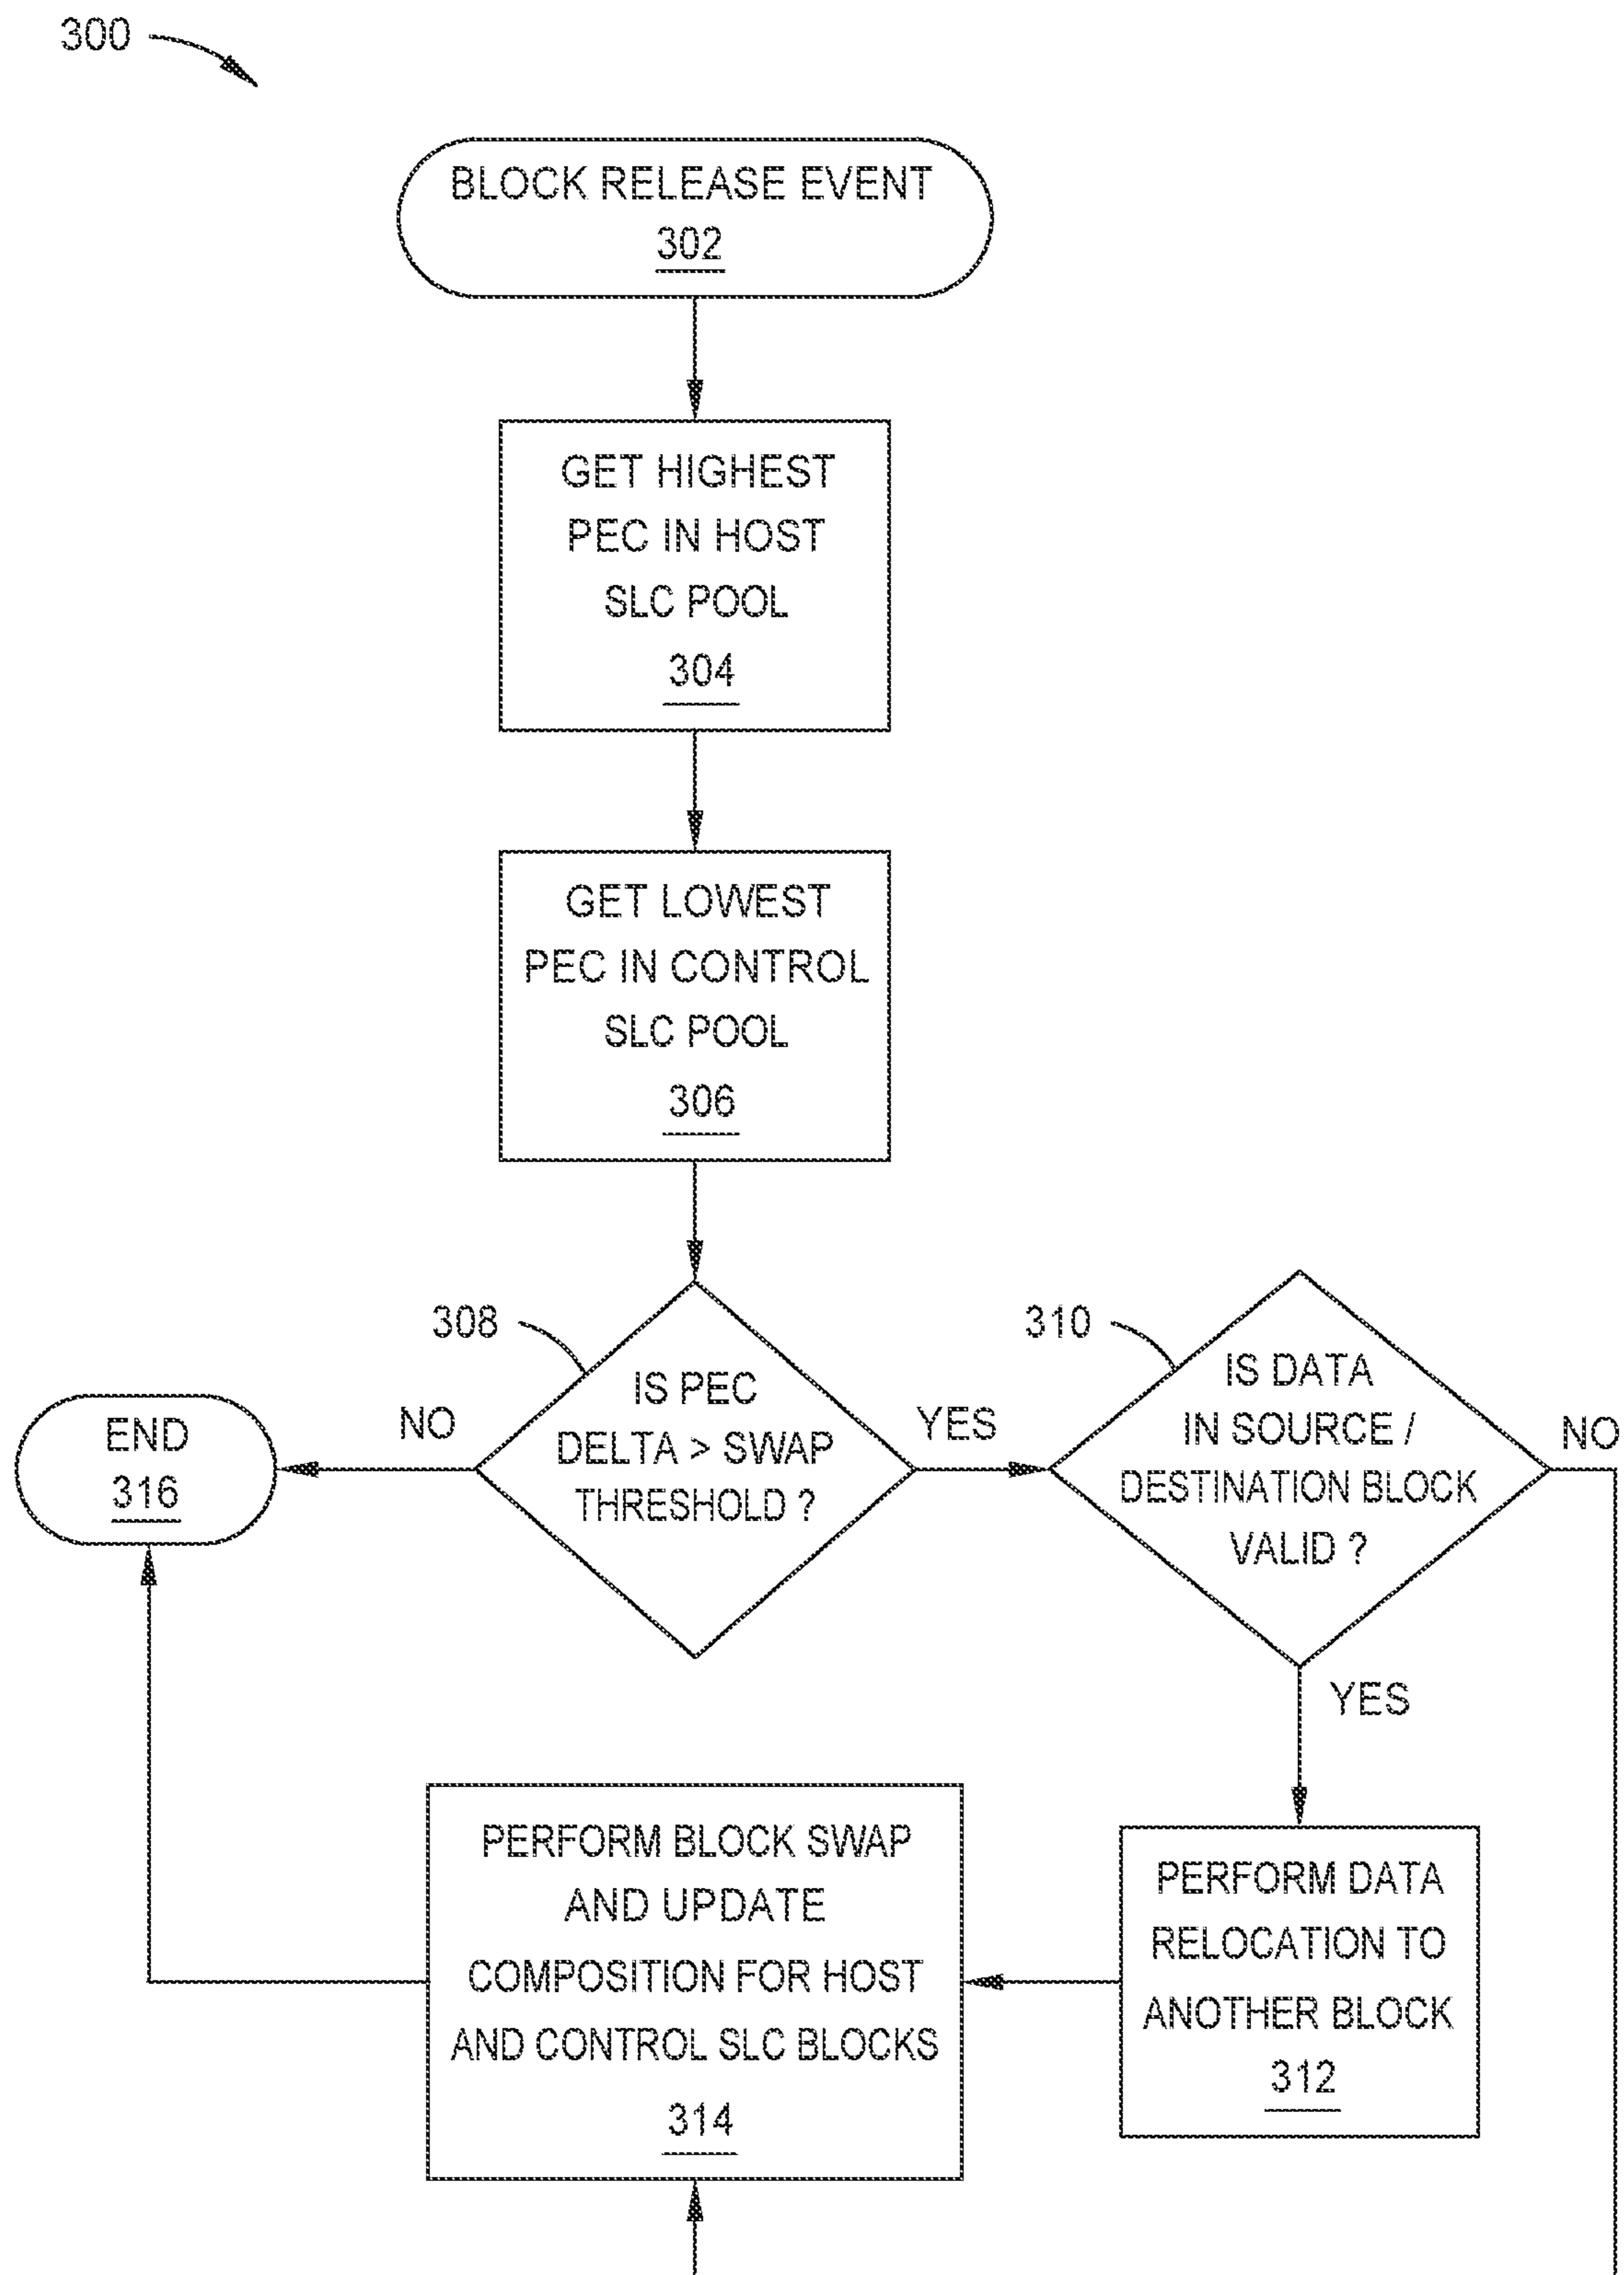 300
BLOCK RELEASE EVENT
302
GET HIGHEST
PEC IN HOST
SLC POOL
304
GET LOWEST
PEC IN CONTROL
SLC POOL
306
308
IS PEC
DELTA > SWAP
THRESHOLD ?
NO
YES
310
IS DATA
IN SOURCE /
DESTINATION BLOCK
VALID ?
NO
YES
END
316
PERFORM BLOCK SWAP
AND UPDATE
COMPOSITION FOR HOST
AND CONTROL SLC BLOCKS
314
PERFORM DATA
RELOCATION TO
ANOTHER BLOCK
312